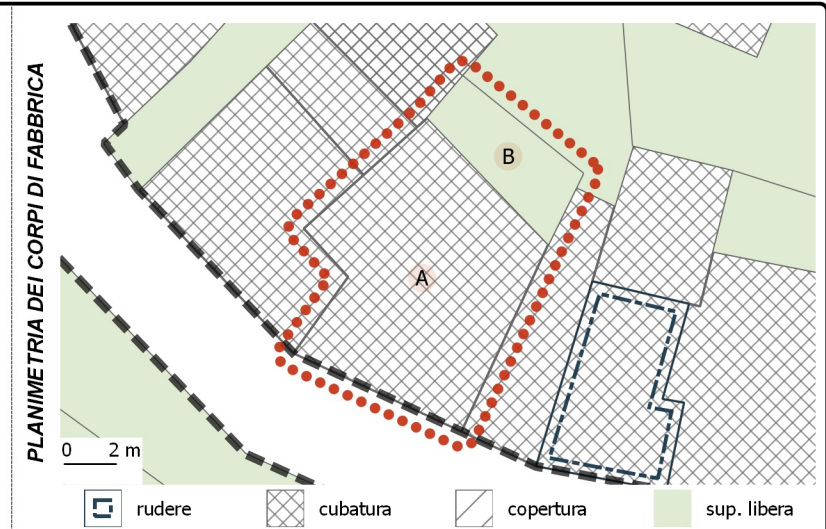 PLANIMETRIA DEI CORPI DI FABBRICA
B
A
0 2 m
rudere cubatura copertura sup. libera